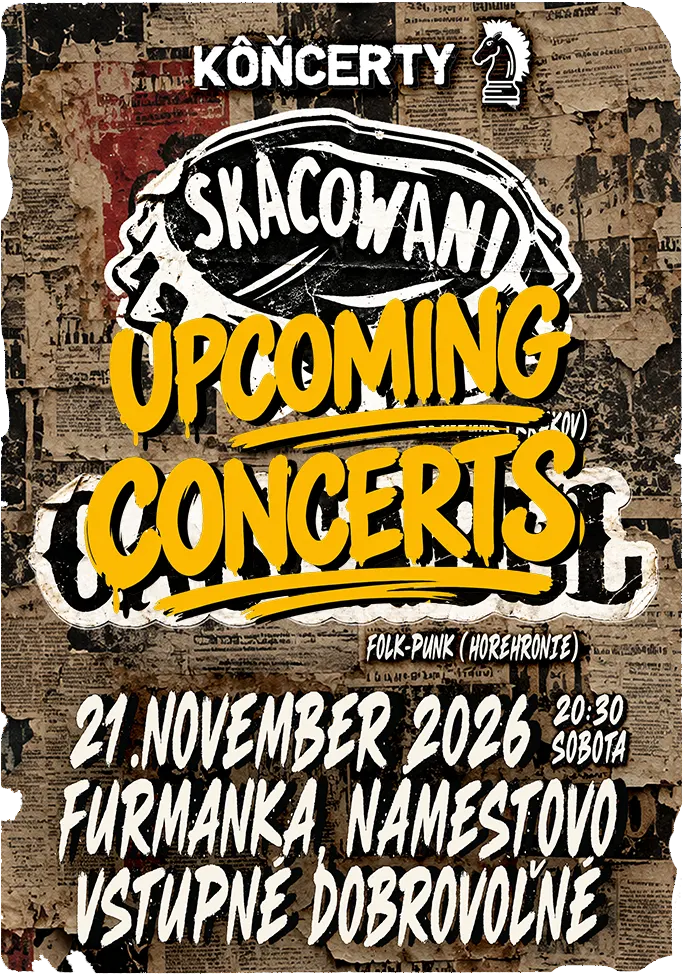 KÔŇCERTY
SKACOWANI
UPCOMING
CONCERTS
FOLK-PUNK (HOREHRONIE)
21.NOVEMBER 2026 20:30
SOBOTA
FURMANKA, NAMESTOVO
VSTUPNÉ DOBROVOĽNÉ